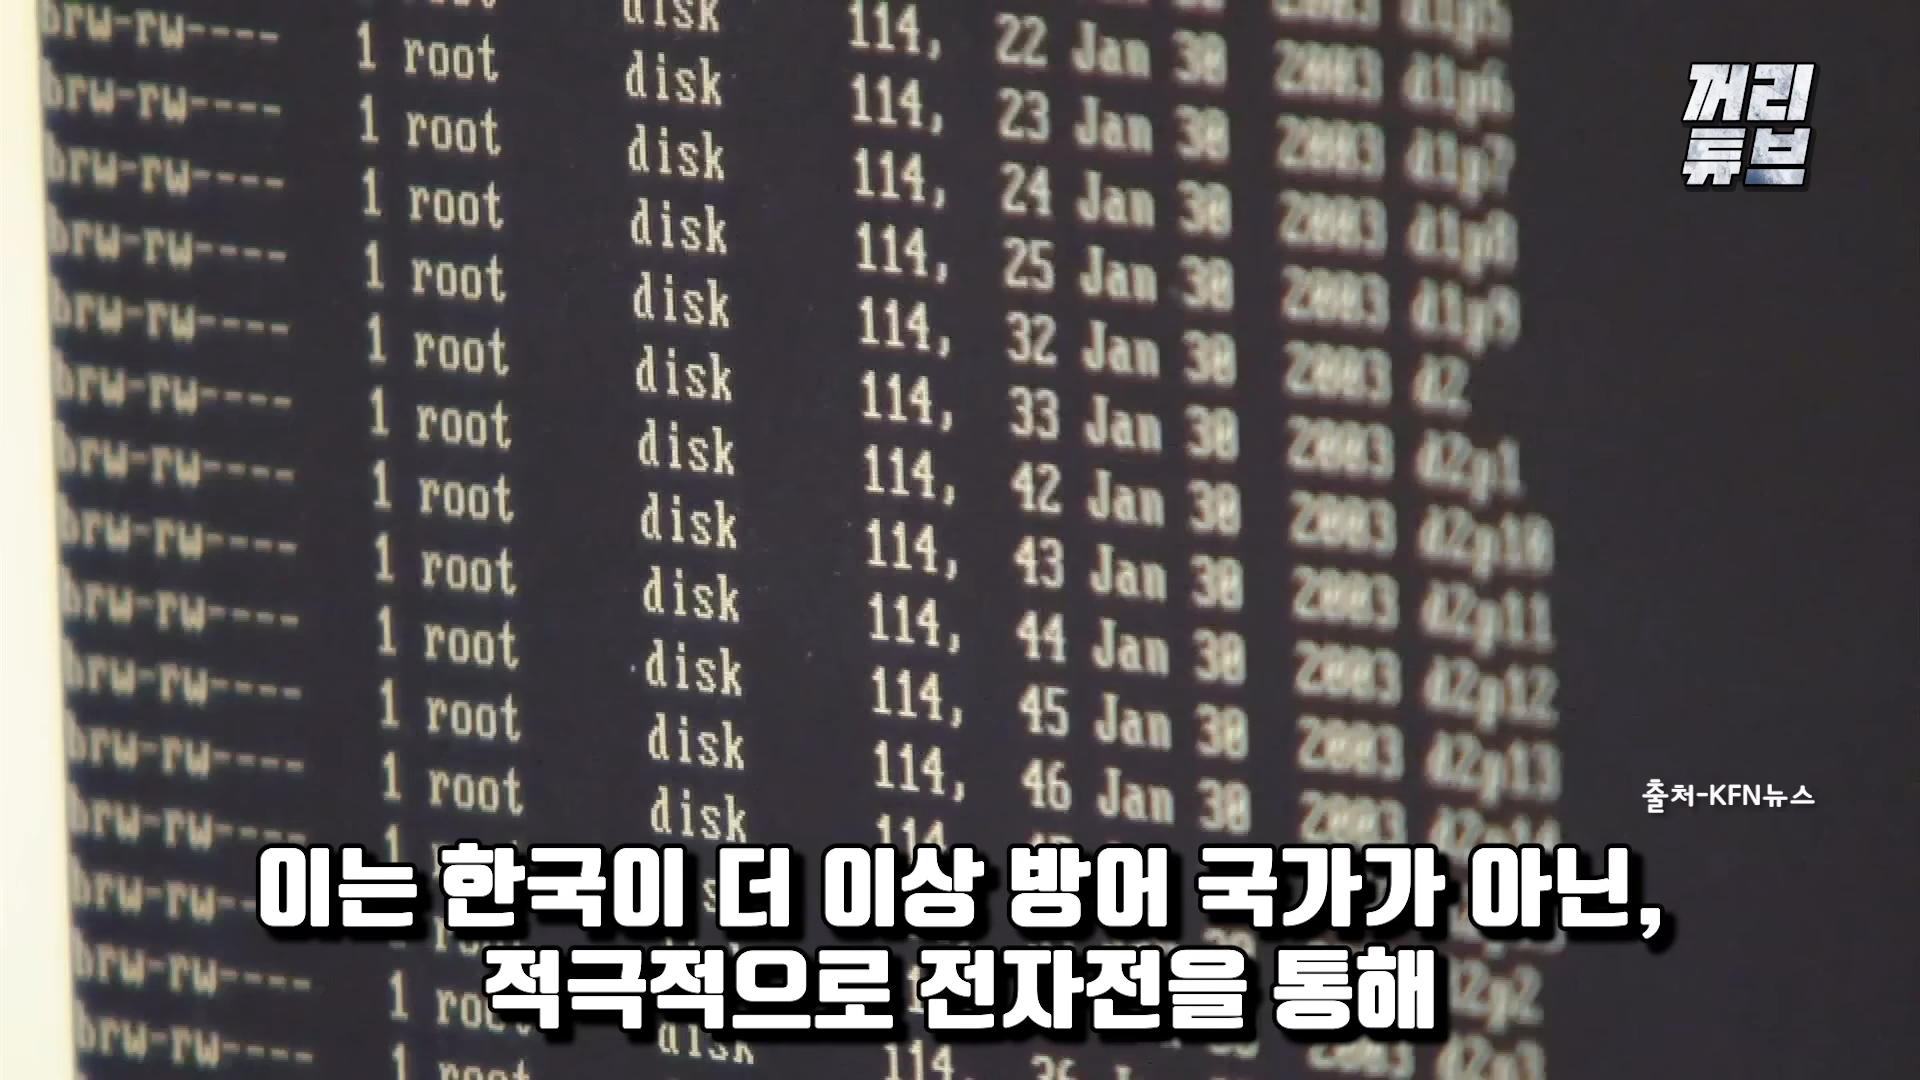 disk
brw-rw---- 1 root disk 114, 22 Jan 30 2003 d1p6
brw-rw---- 1 root disk 114, 23 Jan 30 2003 d1p7
brw-rw---- 1 root disk 114, 24 Jan 30 2003 d1p8
brw-rw---- 1 root disk 114, 25 Jan 30 2003 d1p9
brw-rw---- 1 root disk 114, 32 Jan 30 2003 d2
brw-rw---- 1 root disk 114, 33 Jan 30 2003 d2p1
brw-rw---- 1 root disk 114, 42 Jan 30 2003 d2p10
brw-rw---- 1 root disk 114, 43 Jan 30 2003 d2p11
brw-rw---- 1 root disk 114, 44 Jan 30 2003 d2p12
brw-rw---- 1 root disk 114, 45 Jan 30 2003 d2p13
brw-rw---- 1 root disk 114, 46 Jan 30 2003
꺼리
튜브
출처-KFN뉴스
이는 한국이 더 이상 방어 국가가 아닌,
적극적으로 전자전을 통해